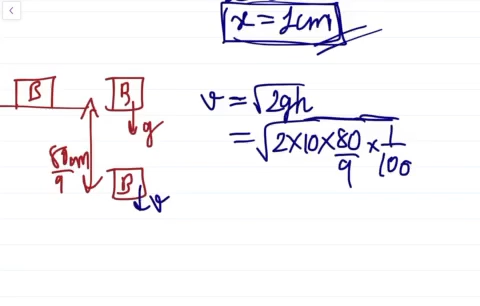 x = 1cm
B
B
g
80cm
9
B
v
v = √2gh
= √2×10×80/9×1/100